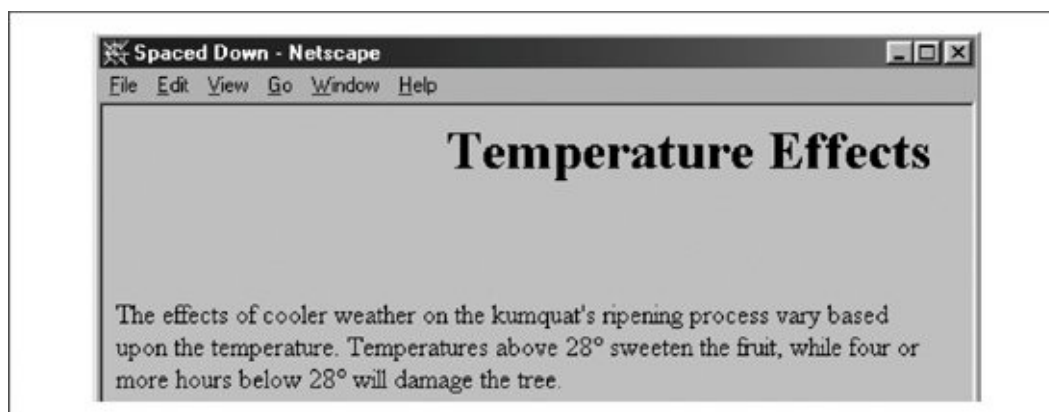 Spaced Down - Netscape
File Edit View Go Window Help
Temperature Effects
The effects of cooler weather on the kumquat's ripening process vary based
upon the temperature. Temperatures above 28° sweeten the fruit, while four or
more hours below 28° will damage the tree.